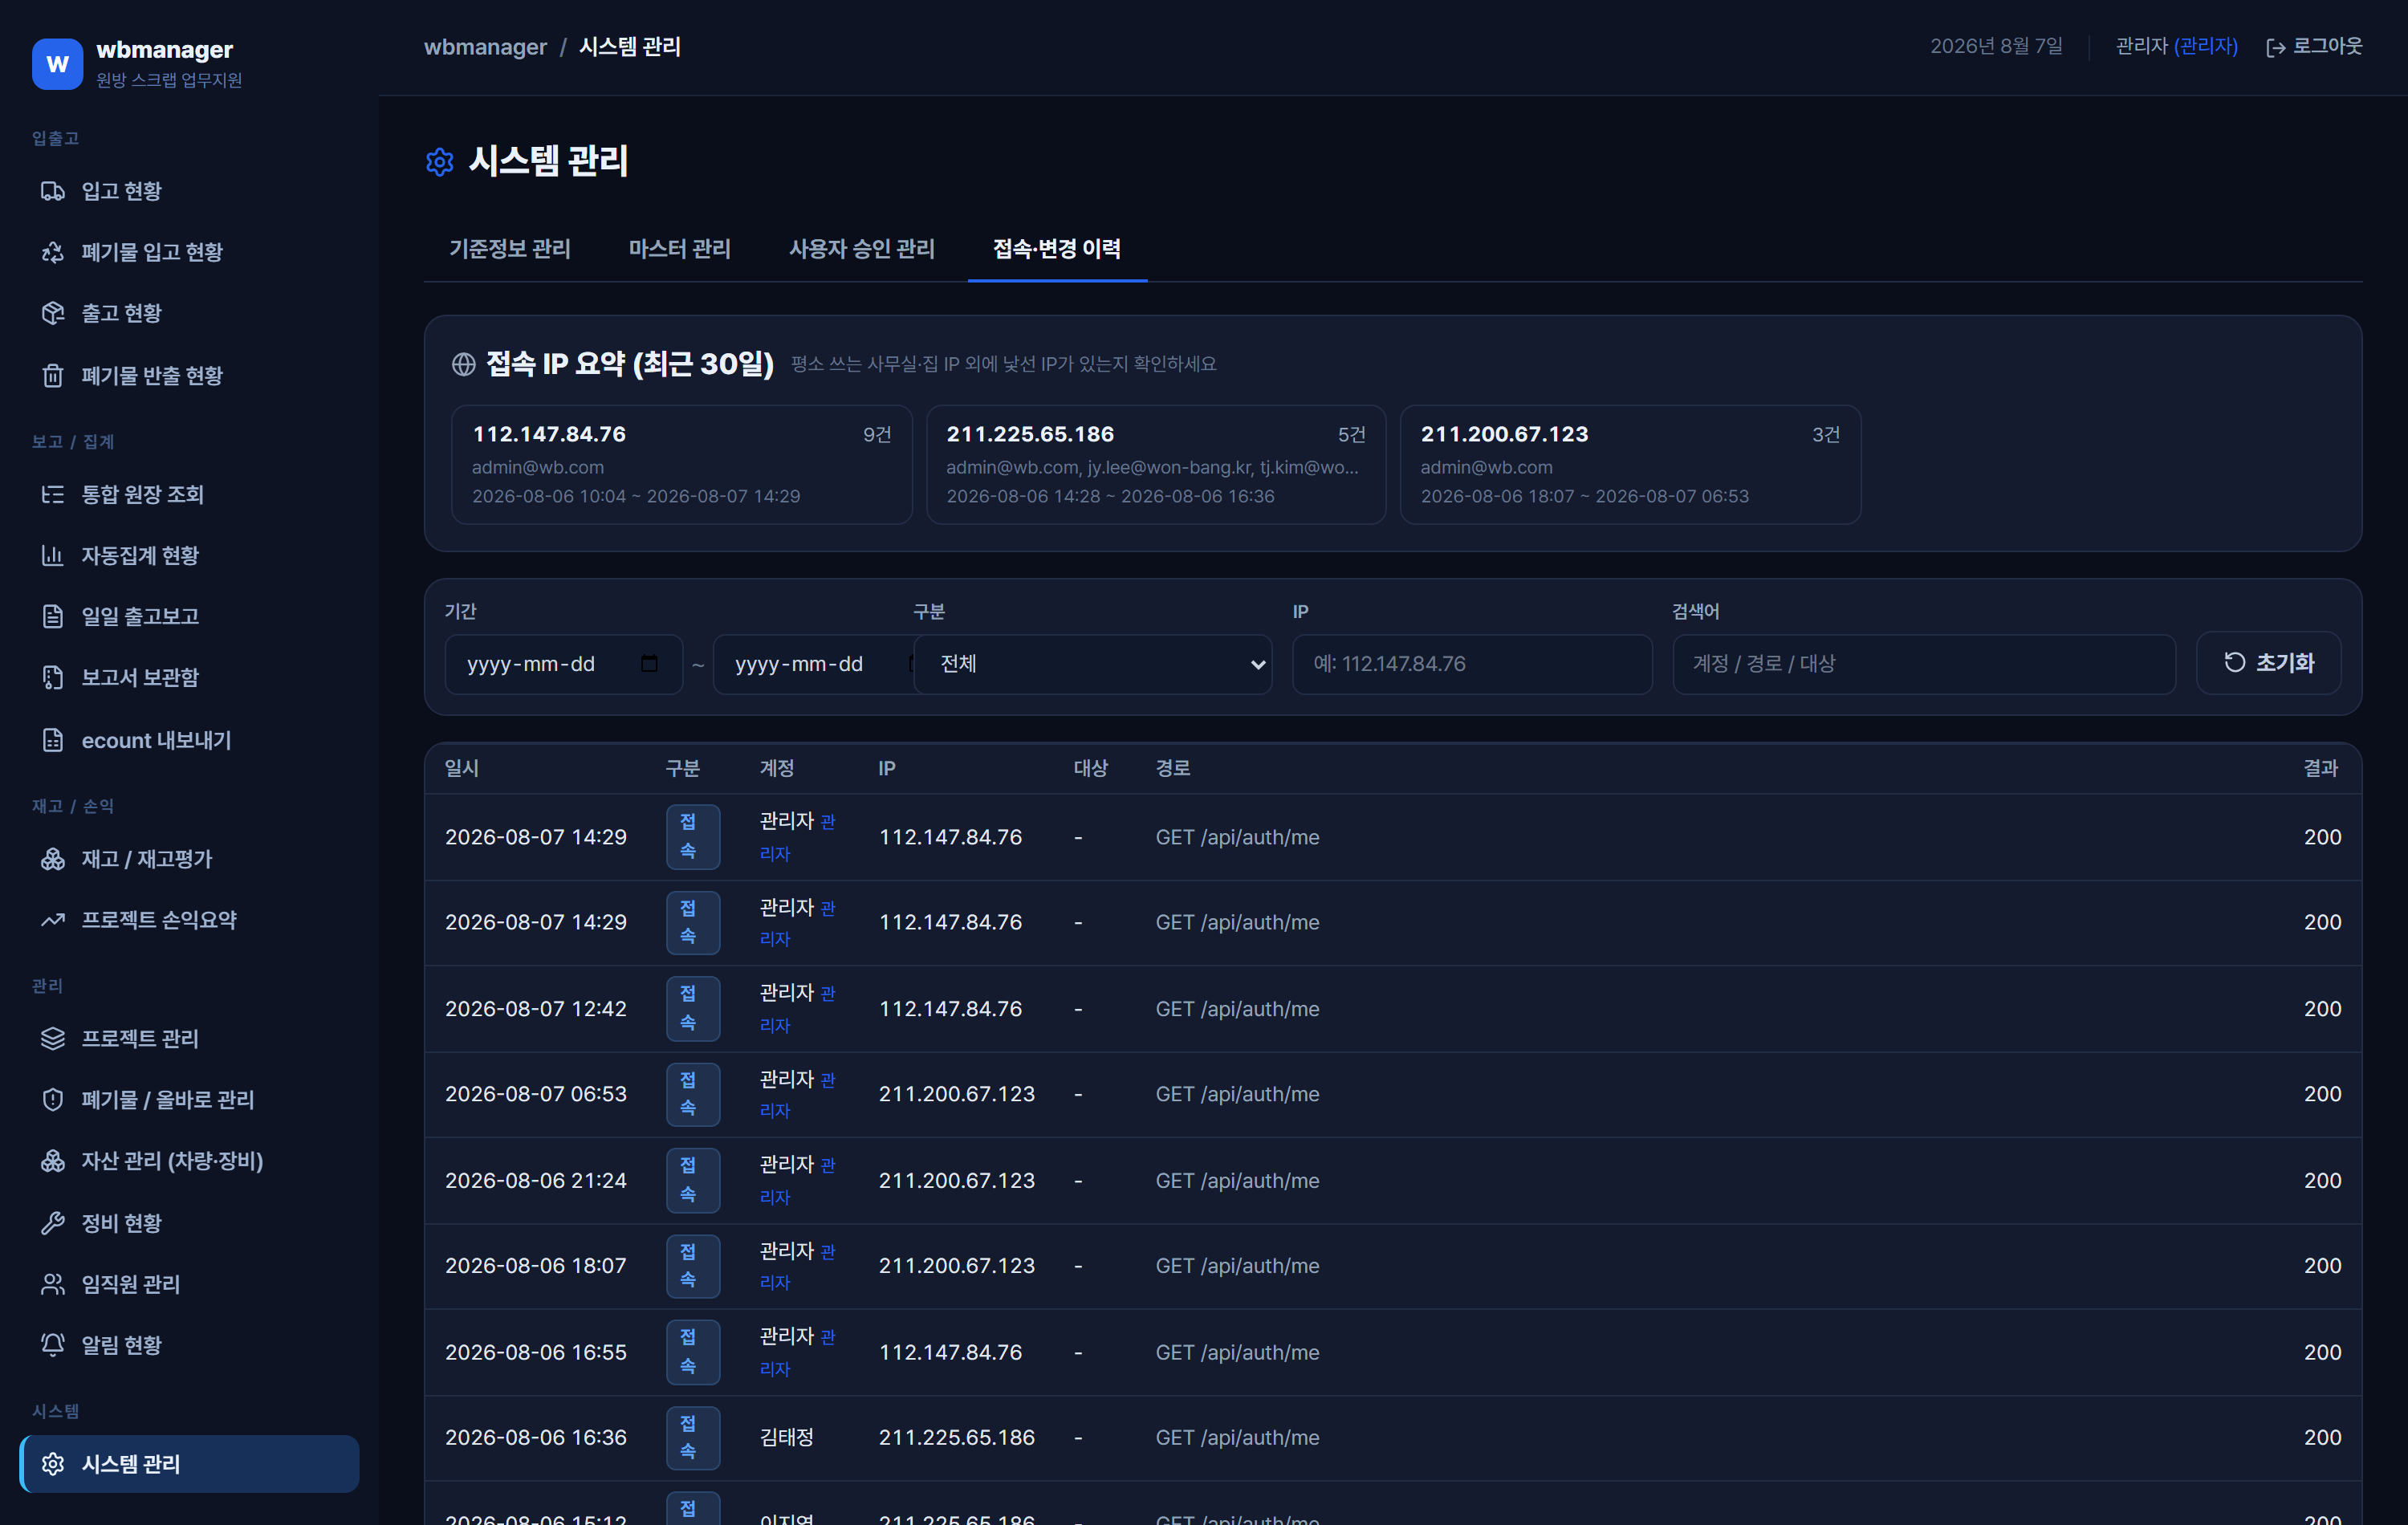 W
wbmanager
원방 스크랩 업무지원
입출고
입고 현황
폐기물 입고 현황
출고 현황
폐기물 반출 현황
보고 / 집계
통합 원장 조회
자동집계 현황
일일 출고보고
보고서 보관함
ecount 내보내기
재고 / 손익
재고 / 재고평가
프로젝트 손익요약
관리
프로젝트 관리
폐기물 / 올바로 관리
자산 관리 (차량·장비)
정비 현황
임직원 관리
알림 현황
시스템
시스템 관리
wbmanager / 시스템 관리
2026년 8월 7일
관리자 (관리자)
로그아웃
시스템 관리
기준정보 관리 마스터 관리 사용자 승인 관리 접속·변경 이력
접속 IP 요약 (최근 30일) 평소 쓰는 사무실·집 IP 외에 낯선 IP가 있는지 확인하세요
112.147.84.76 9건
admin@wb.com
2026-08-06 10:04 ~ 2026-08-07 14:29
211.225.65.186 5건
admin@wb.com, jy.lee@won-bang.kr, tj.kim@wo...
2026-08-06 14:28 ~ 2026-08-06 16:36
211.200.67.123 3건
admin@wb.com
2026-08-06 18:07 ~ 2026-08-07 06:53
기간 구분 IP 검색어
yyyy-mm-dd ~ yyyy-mm-dd 전체 예: 112.147.84.76 계정 / 경로 / 대상 초기화
일시 구분 계정 IP 대상 경로 결과
2026-08-07 14:29 접속 관리자 관리자 112.147.84.76 - GET /api/auth/me 200
2026-08-07 14:29 접속 관리자 관리자 112.147.84.76 - GET /api/auth/me 200
2026-08-07 12:42 접속 관리자 관리자 112.147.84.76 - GET /api/auth/me 200
2026-08-07 06:53 접속 관리자 관리자 211.200.67.123 - GET /api/auth/me 200
2026-08-06 21:24 접속 관리자 관리자 211.200.67.123 - GET /api/auth/me 200
2026-08-06 18:07 접속 관리자 관리자 211.200.67.123 - GET /api/auth/me 200
2026-08-06 16:55 접속 관리자 관리자 112.147.84.76 - GET /api/auth/me 200
2026-08-06 16:36 접속 김태정 211.225.65.186 - GET /api/auth/me 200
2026-08-06 15:12 접 211.225.65.186 - GET /api/auth/me 200